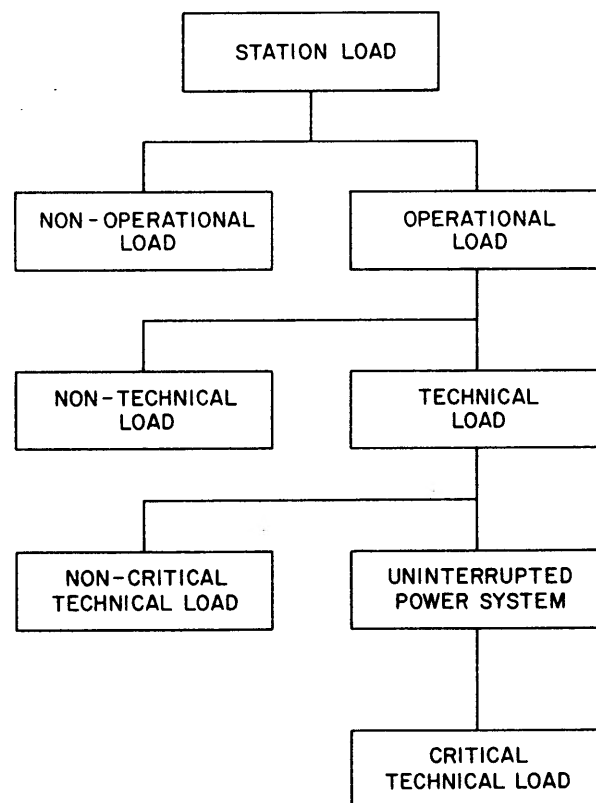 STATION LOAD
NON-OPERATIONAL
LOAD
OPERATIONAL
LOAD
NON-TECHNICAL
LOAD
TECHNICAL
LOAD
NON-CRITICAL
TECHNICAL LOAD
UNINTERRUPTED
POWER SYSTEM
CRITICAL
TECHNICAL LOAD